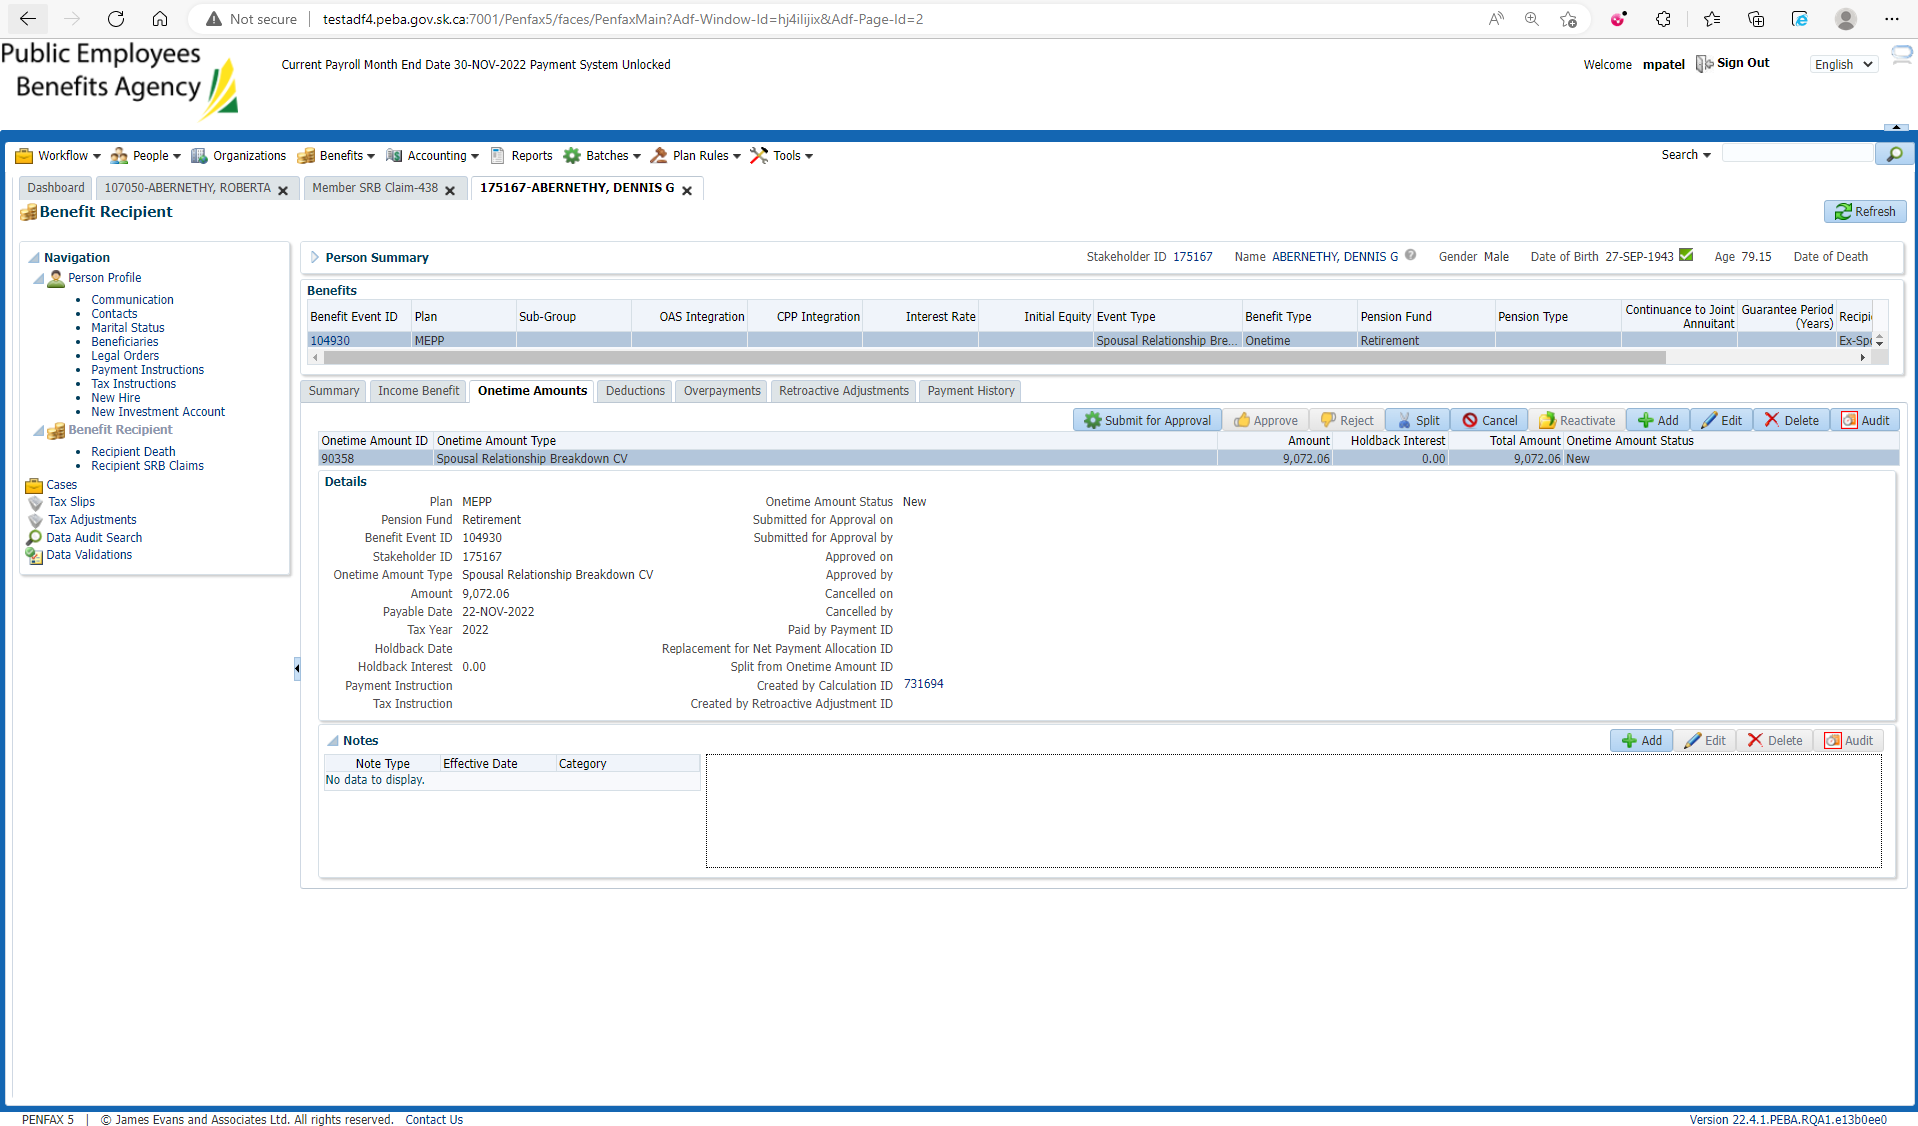 Not secure | testadf4.peba.gov.sk.ca:7001/Penfax5/faces/PenfaxMain?Adf-Window-Id=hj4ilijix&Adf-Page-Id=2
Public Employees
Benefits Agency
Current Payroll Month End Date 30-NOV-2022 Payment System Unlocked
Welcome mpatel Sign Out English
Workflow People Organizations Benefits Accounting Reports Batches Plan Rules Tools Search
Dashboard 107050-ABERNETHY, ROBERTA Member SRB Claim-438 175167-ABERNETHY, DENNIS G
Benefit Recipient Refresh
Navigation
Person Profile
Communication
Contacts
Marital Status
Beneficiaries
Legal Orders
Payment Instructions
Tax Instructions
New Hire
New Investment Account
Benefit Recipient
Recipient Death
Recipient SRB Claims
Cases
Tax Slips
Tax Adjustments
Data Audit Search
Data Validations
Person Summary Stakeholder ID 175167 Name ABERNETHY, DENNIS G Gender Male Date of Birth 27-SEP-1943 Age 79.15 Date of Death
Benefits
Benefit Event ID Plan Sub-Group OAS Integration CPP Integration Interest Rate Initial Equity Event Type Benefit Type Pension Fund Pension Type Continuance to Joint Annuitant Guarantee Period (Years) Recipi
104930 MEPP Spousal Relationship Bre... Onetime Retirement Ex-Spo
Summary Income Benefit Onetime Amounts Deductions Overpayments Retroactive Adjustments Payment History
Submit for Approval Approve Reject Split Cancel Reactivate Add Edit Delete Audit
Onetime Amount ID Onetime Amount Type Amount Holdback Interest Total Amount Onetime Amount Status
90358 Spousal Relationship Breakdown CV 9,072.06 0.00 9,072.06 New
Details
Plan MEPP Onetime Amount Status New
Pension Fund Retirement Submitted for Approval on
Benefit Event ID 104930 Submitted for Approval by
Stakeholder ID 175167 Approved on
Onetime Amount Type Spousal Relationship Breakdown CV Approved by
Amount 9,072.06 Cancelled on
Payable Date 22-NOV-2022 Cancelled by
Tax Year 2022 Paid by Payment ID
Holdback Date Replacement for Net Payment Allocation ID
Holdback Interest 0.00 Split from Onetime Amount ID
Payment Instruction Created by Calculation ID 731694
Tax Instruction Created by Retroactive Adjustment ID
Notes Add Edit Delete Audit
Note Type Effective Date Category
No data to display.
PENFAX 5 | © James Evans and Associates Ltd. All rights reserved. Contact Us Version 22.4.1.PEBA.RQA1.e13b0ee0